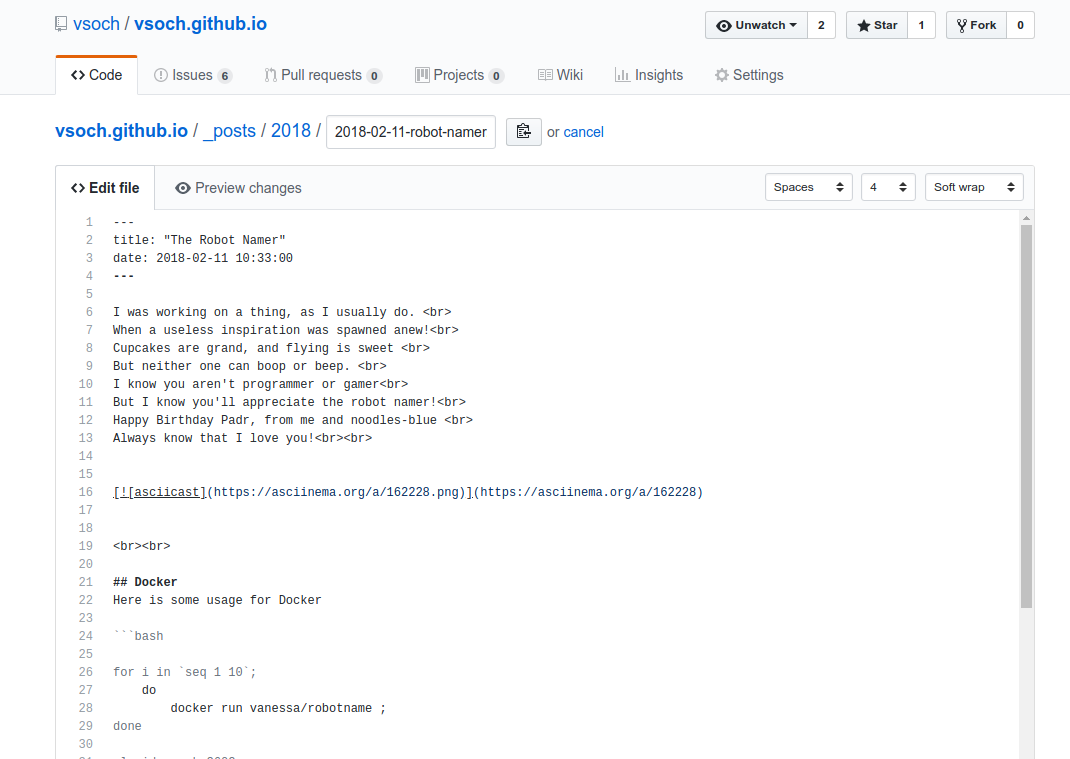 vsoch / vsoch.github.io
Unwatch 2 Star 1 Fork 0
Code Issues 6 Pull requests 0 Projects 0 Wiki Insights Settings
vsoch.github.io / _posts / 2018 / 2018-02-11-robot-namer or cancel
Edit file Preview changes Spaces 4 Soft wrap
1 ---
2 title: "The Robot Namer"
3 date: 2018-02-11 10:33:00
4 ---
5
6 I was working on a thing, as I usually do. <br>
7 When a useless inspiration was spawned anew!<br>
8 Cupcakes are grand, and flying is sweet <br>
9 But neither one can boop or beep. <br>
10 I know you aren't programmer or gamer<br>
11 But I know you'll appreciate the robot namer!<br>
12 Happy Birthday Padr, from me and noodles-blue <br>
13 Always know that I love you!<br><br>
14
15
16 [![asciicast](https://asciinema.org/a/162228.png)](https://asciinema.org/a/162228)
17
18
19 <br><br>
20
21 ## Docker
22 Here is some usage for Docker
23
24 ```bash
25
26 for i in `seq 1 10`;
27 do
28 docker run vanessa/robotname ;
29 done
30